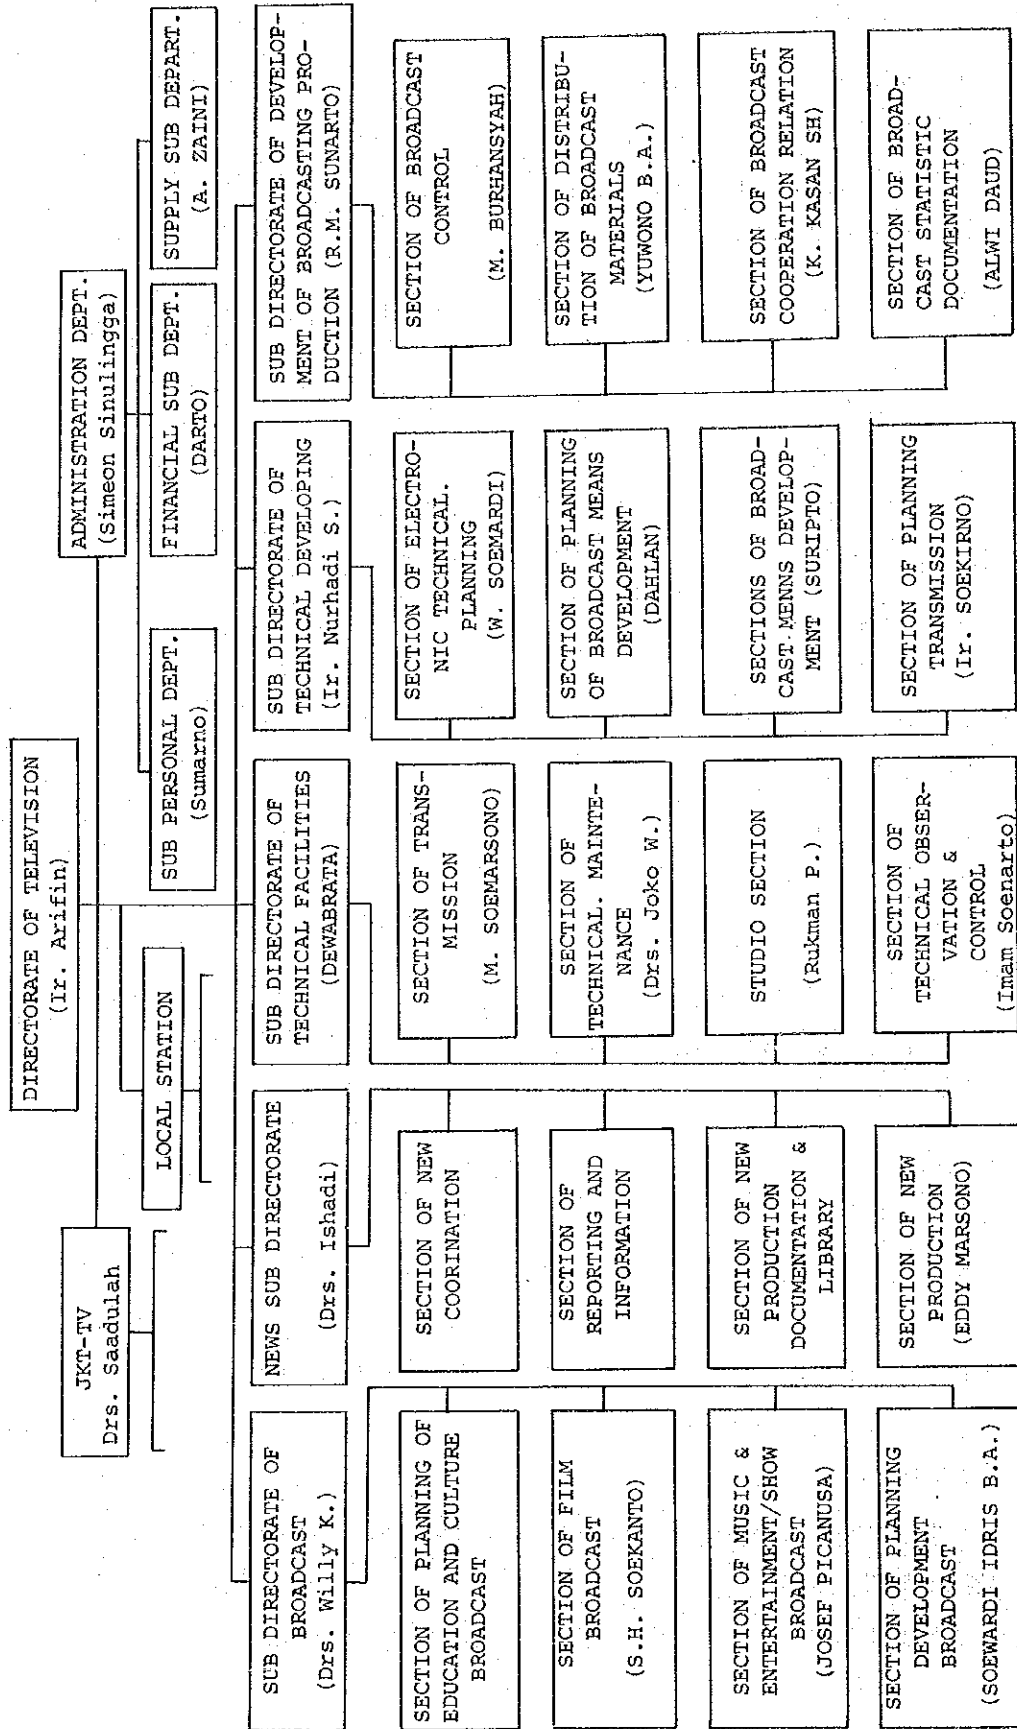 DIRECTORATE OF TELEVISION
(Ir. Arifin)
JKT-TV
Drs. Saadulah
ADMINISTRATION DEPT.
(Simeon Sinulingga)
LOCAL STATION
SUB PERSONAL DEPT.
(Sumarno)
FINANCIAL SUB DEPT.
(DARTO)
SUPPLY SUB DEPART.
(A. ZAINI)
SUB DIRECTORATE OF
BROADCAST
(Drs. Willy K.)
SECTION OF PLANNING OF
EDUCATION AND CULTURE
BROADCAST
SECTION OF FILM
BROADCAST
(S.H. SOEKANTO)
SECTION OF MUSIC &
ENTERTAINMENT/SHOW
BROADCAST
(JOSEF PICANUSA)
SECTION OF PLANNING
DEVELOPMENT
BROADCAST
(SOEWARDI IDRIS B.A.)
NEWS SUB DIRECTORATE
(Drs. Ishadi)
SECTION OF NEW
COORINATION
SECTION OF
REPORTING AND
INFORMATION
SECTION OF NEW
PRODUCTION
DOCUMENTATION &
LIBRARY
SECTION OF NEW
PRODUCTION
(EDDY MARSONO)
SUB DIRECTORATE OF
TECHNICAL FACILITIES
(DEWABRATA)
SECTION OF TRANS-
MISSION
(M. SOEMARSONO)
SECTION OF
TECHNICAL. MAINTE-
NANCE
(Drs. Joko W.)
STUDIO SECTION
(Rukman P.)
SECTION OF
TECHNICAL OBSER-
VATION &
CONTROL
(Imam Soenarto)
SUB DIRECTORATE OF
TECHNICAL DEVELOPING
(Ir. Nurhadi S.)
SECTION OF ELECTRO-
NIC TECHNICAL.
PLANNING
(W. SOEMARDI)
SECTION OF PLANNING
OF BROADCAST MEANS
DEVELOPMENT
(DAHLAN)
SECTIONS OF BROAD-
CAST MENNS DEVELOP-
MENT (SURIPTO)
SECTION OF PLANNING
TRANSMISSION
(Ir. SOEKIRNO)
SUB DIRECTORATE OF DEVELOP-
MENT OF BROADCASTING PRO-
DUCTION (R.M. SUNARTO)
SECTION OF BROADCAST
CONTROL
(M. BURHANSYAH)
SECTION OF DISTRIBU-
TION OF BROADCAST
MATERIALS
(YUWONO B.A.)
SECTION OF BROADCAST
COOPERATION RELATION
(K. KASAN SH)
SECTION OF BROAD-
CAST STATISTIC
DOCUMENTATION
(ALWI DAUD)